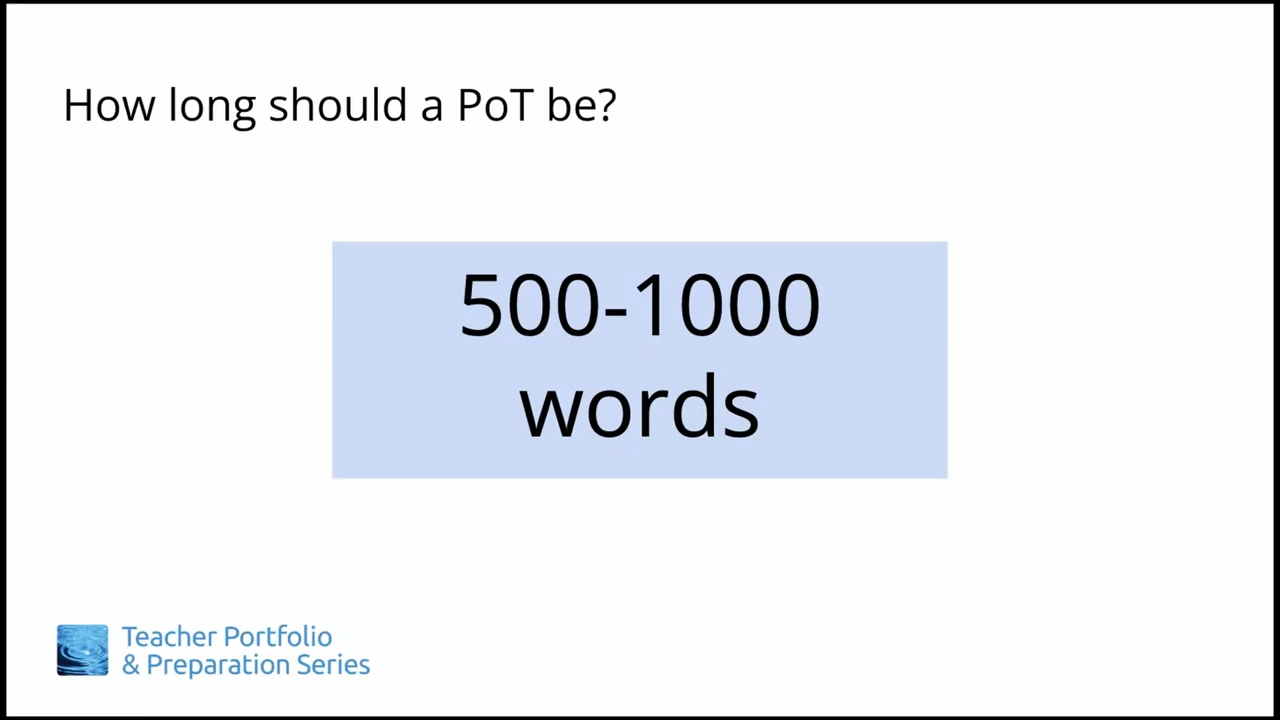 How long should a PoT be?
500-1000
words
Teacher Portfolio
& Preparation Series